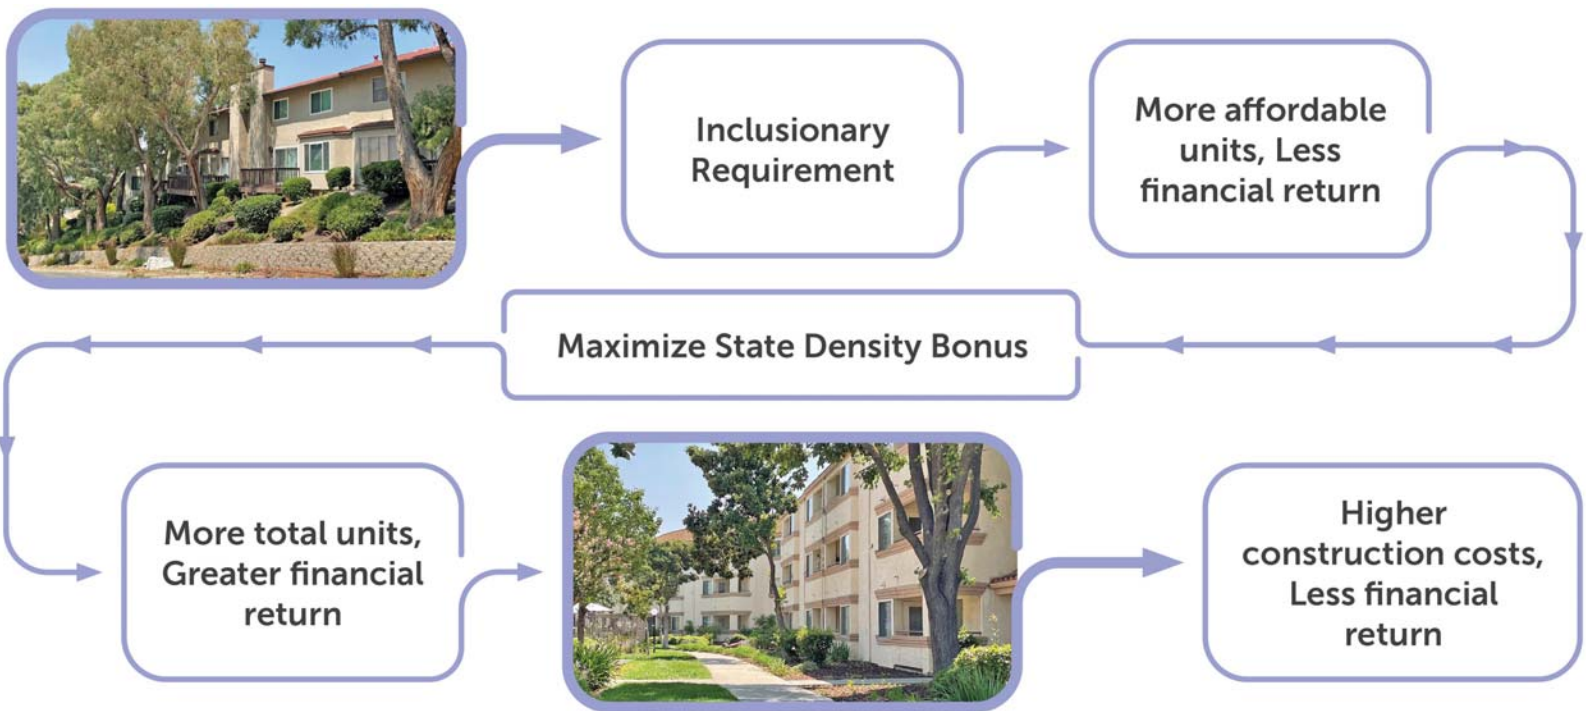 Inclusionary
Requirement
More affordable
units, Less
financial return
Maximize State Density Bonus
More total units,
Greater financial
return
Higher
construction costs,
Less financial
return